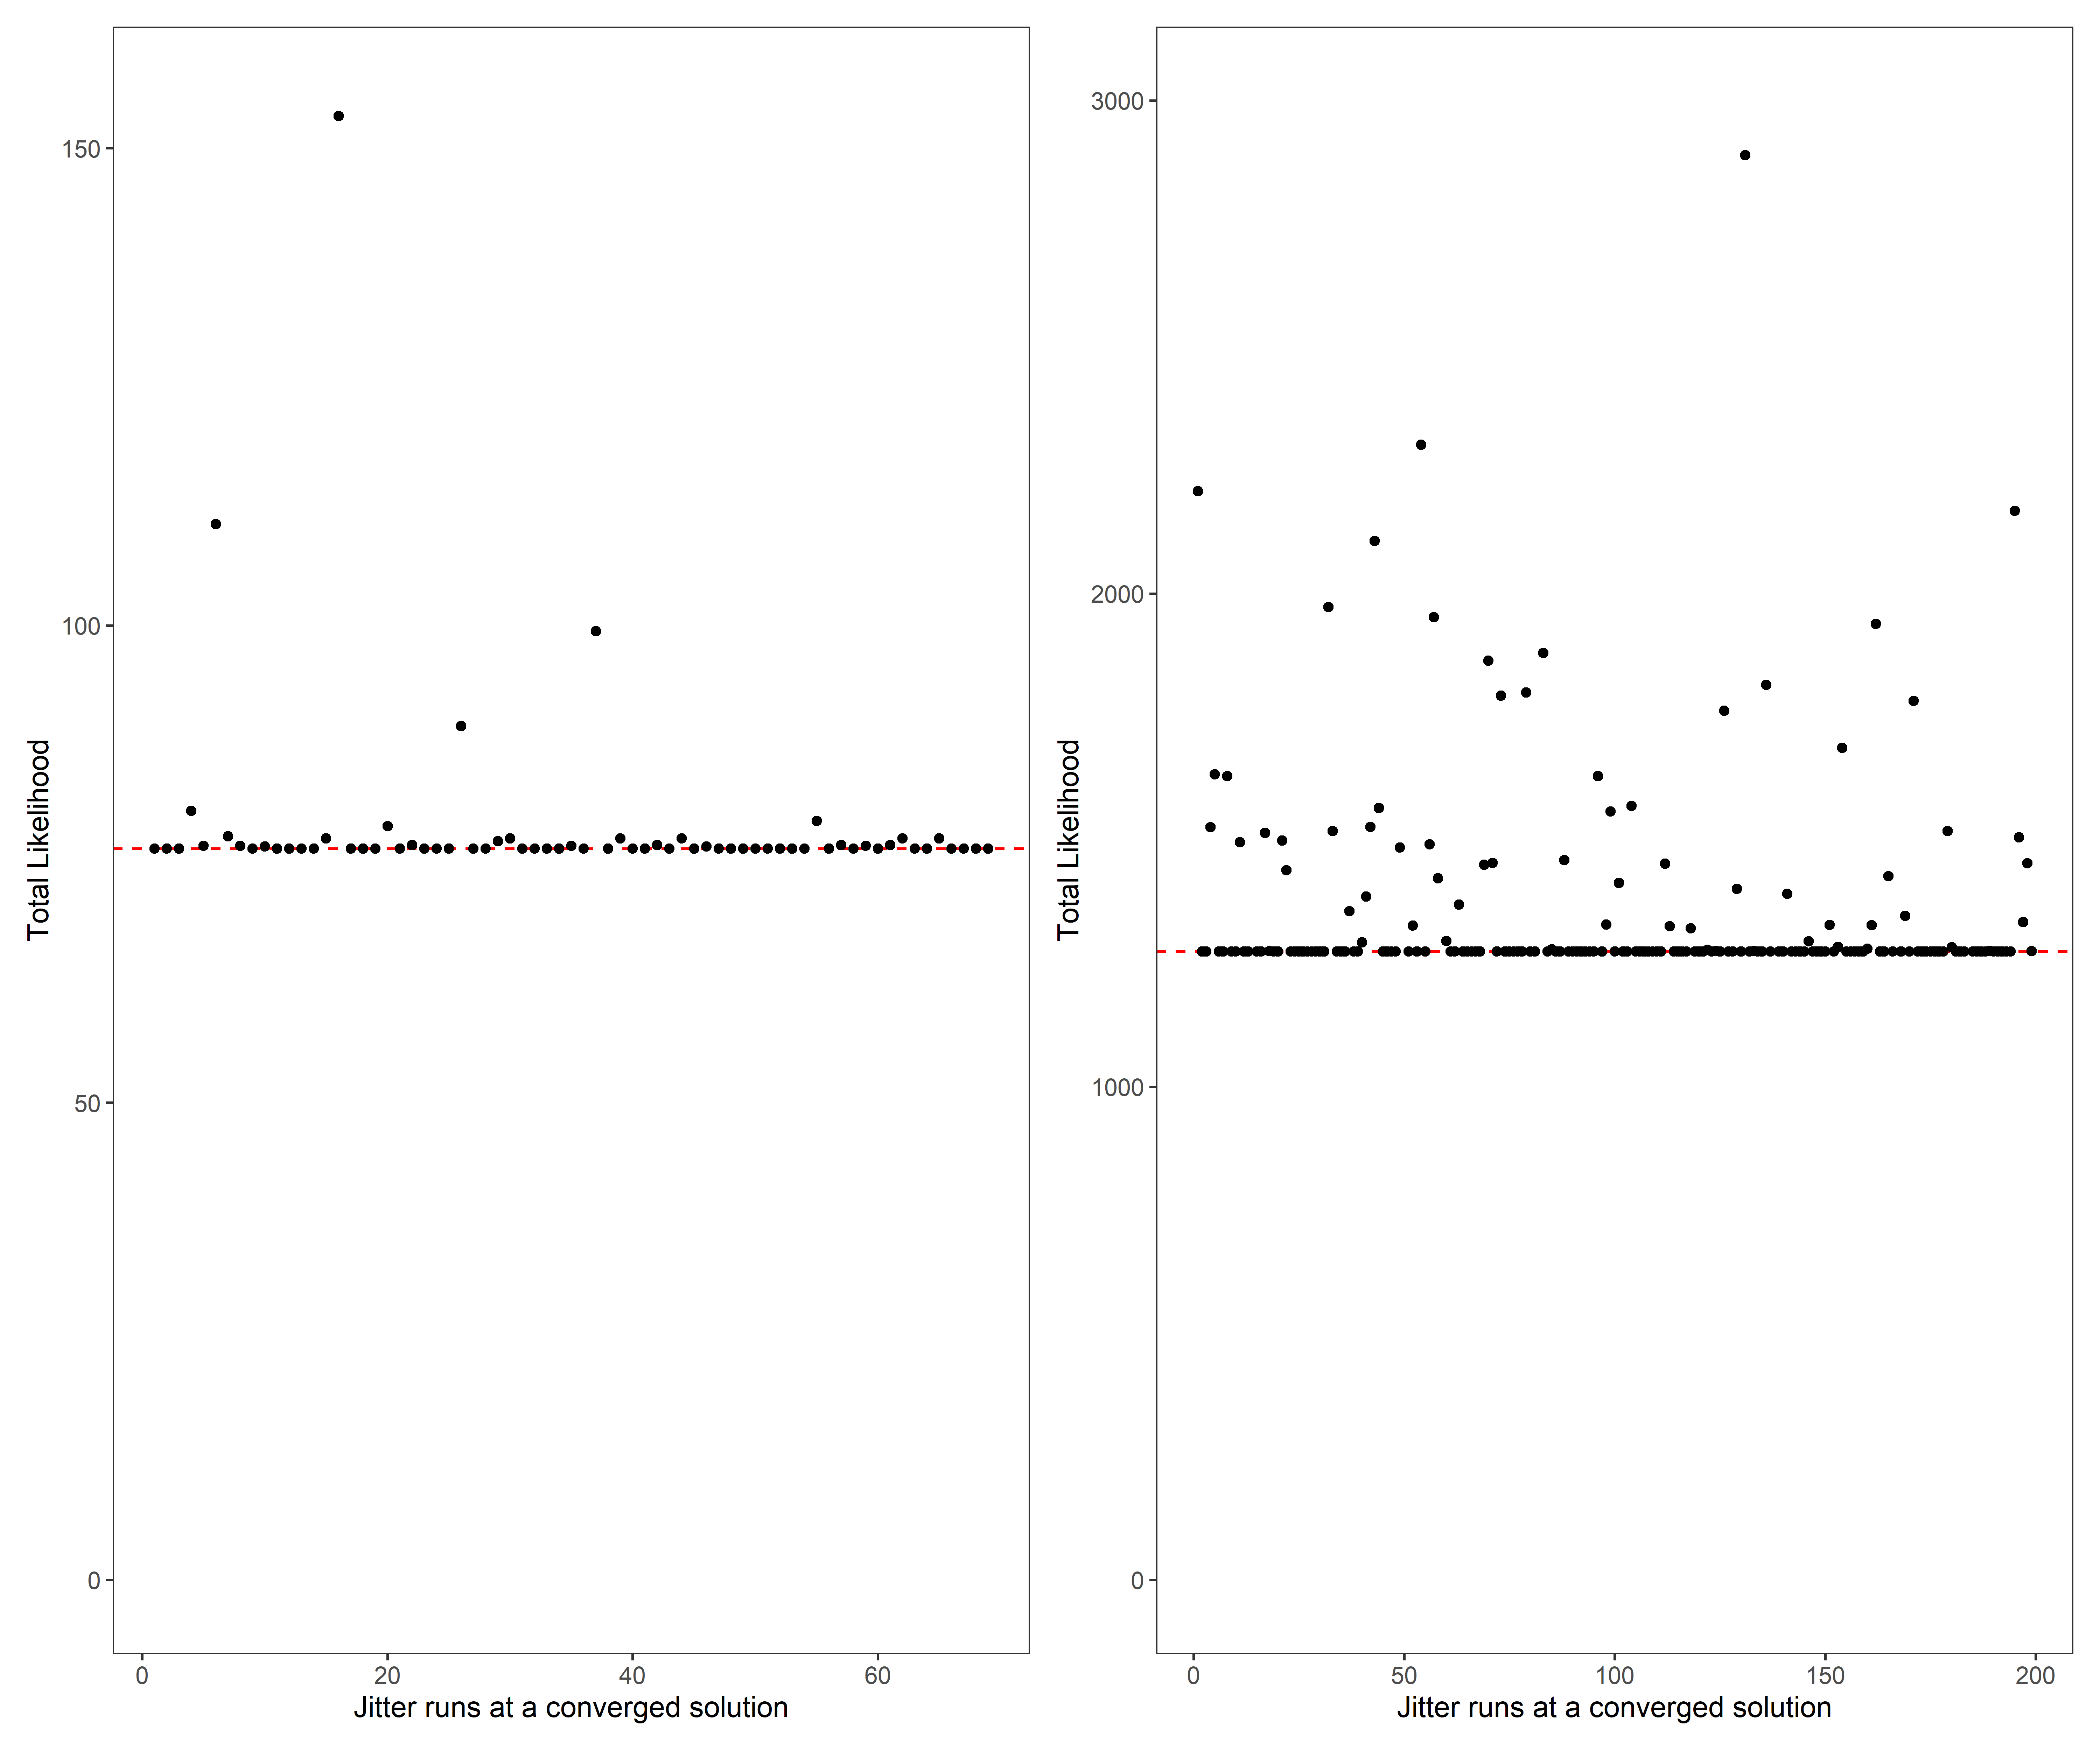 150
100
50
0
Total Likelihood
0 20 40 60
Jitter runs at a converged solution
3000
2000
1000
0
Total Likelihood
0 50 100 150 200
Jitter runs at a converged solution